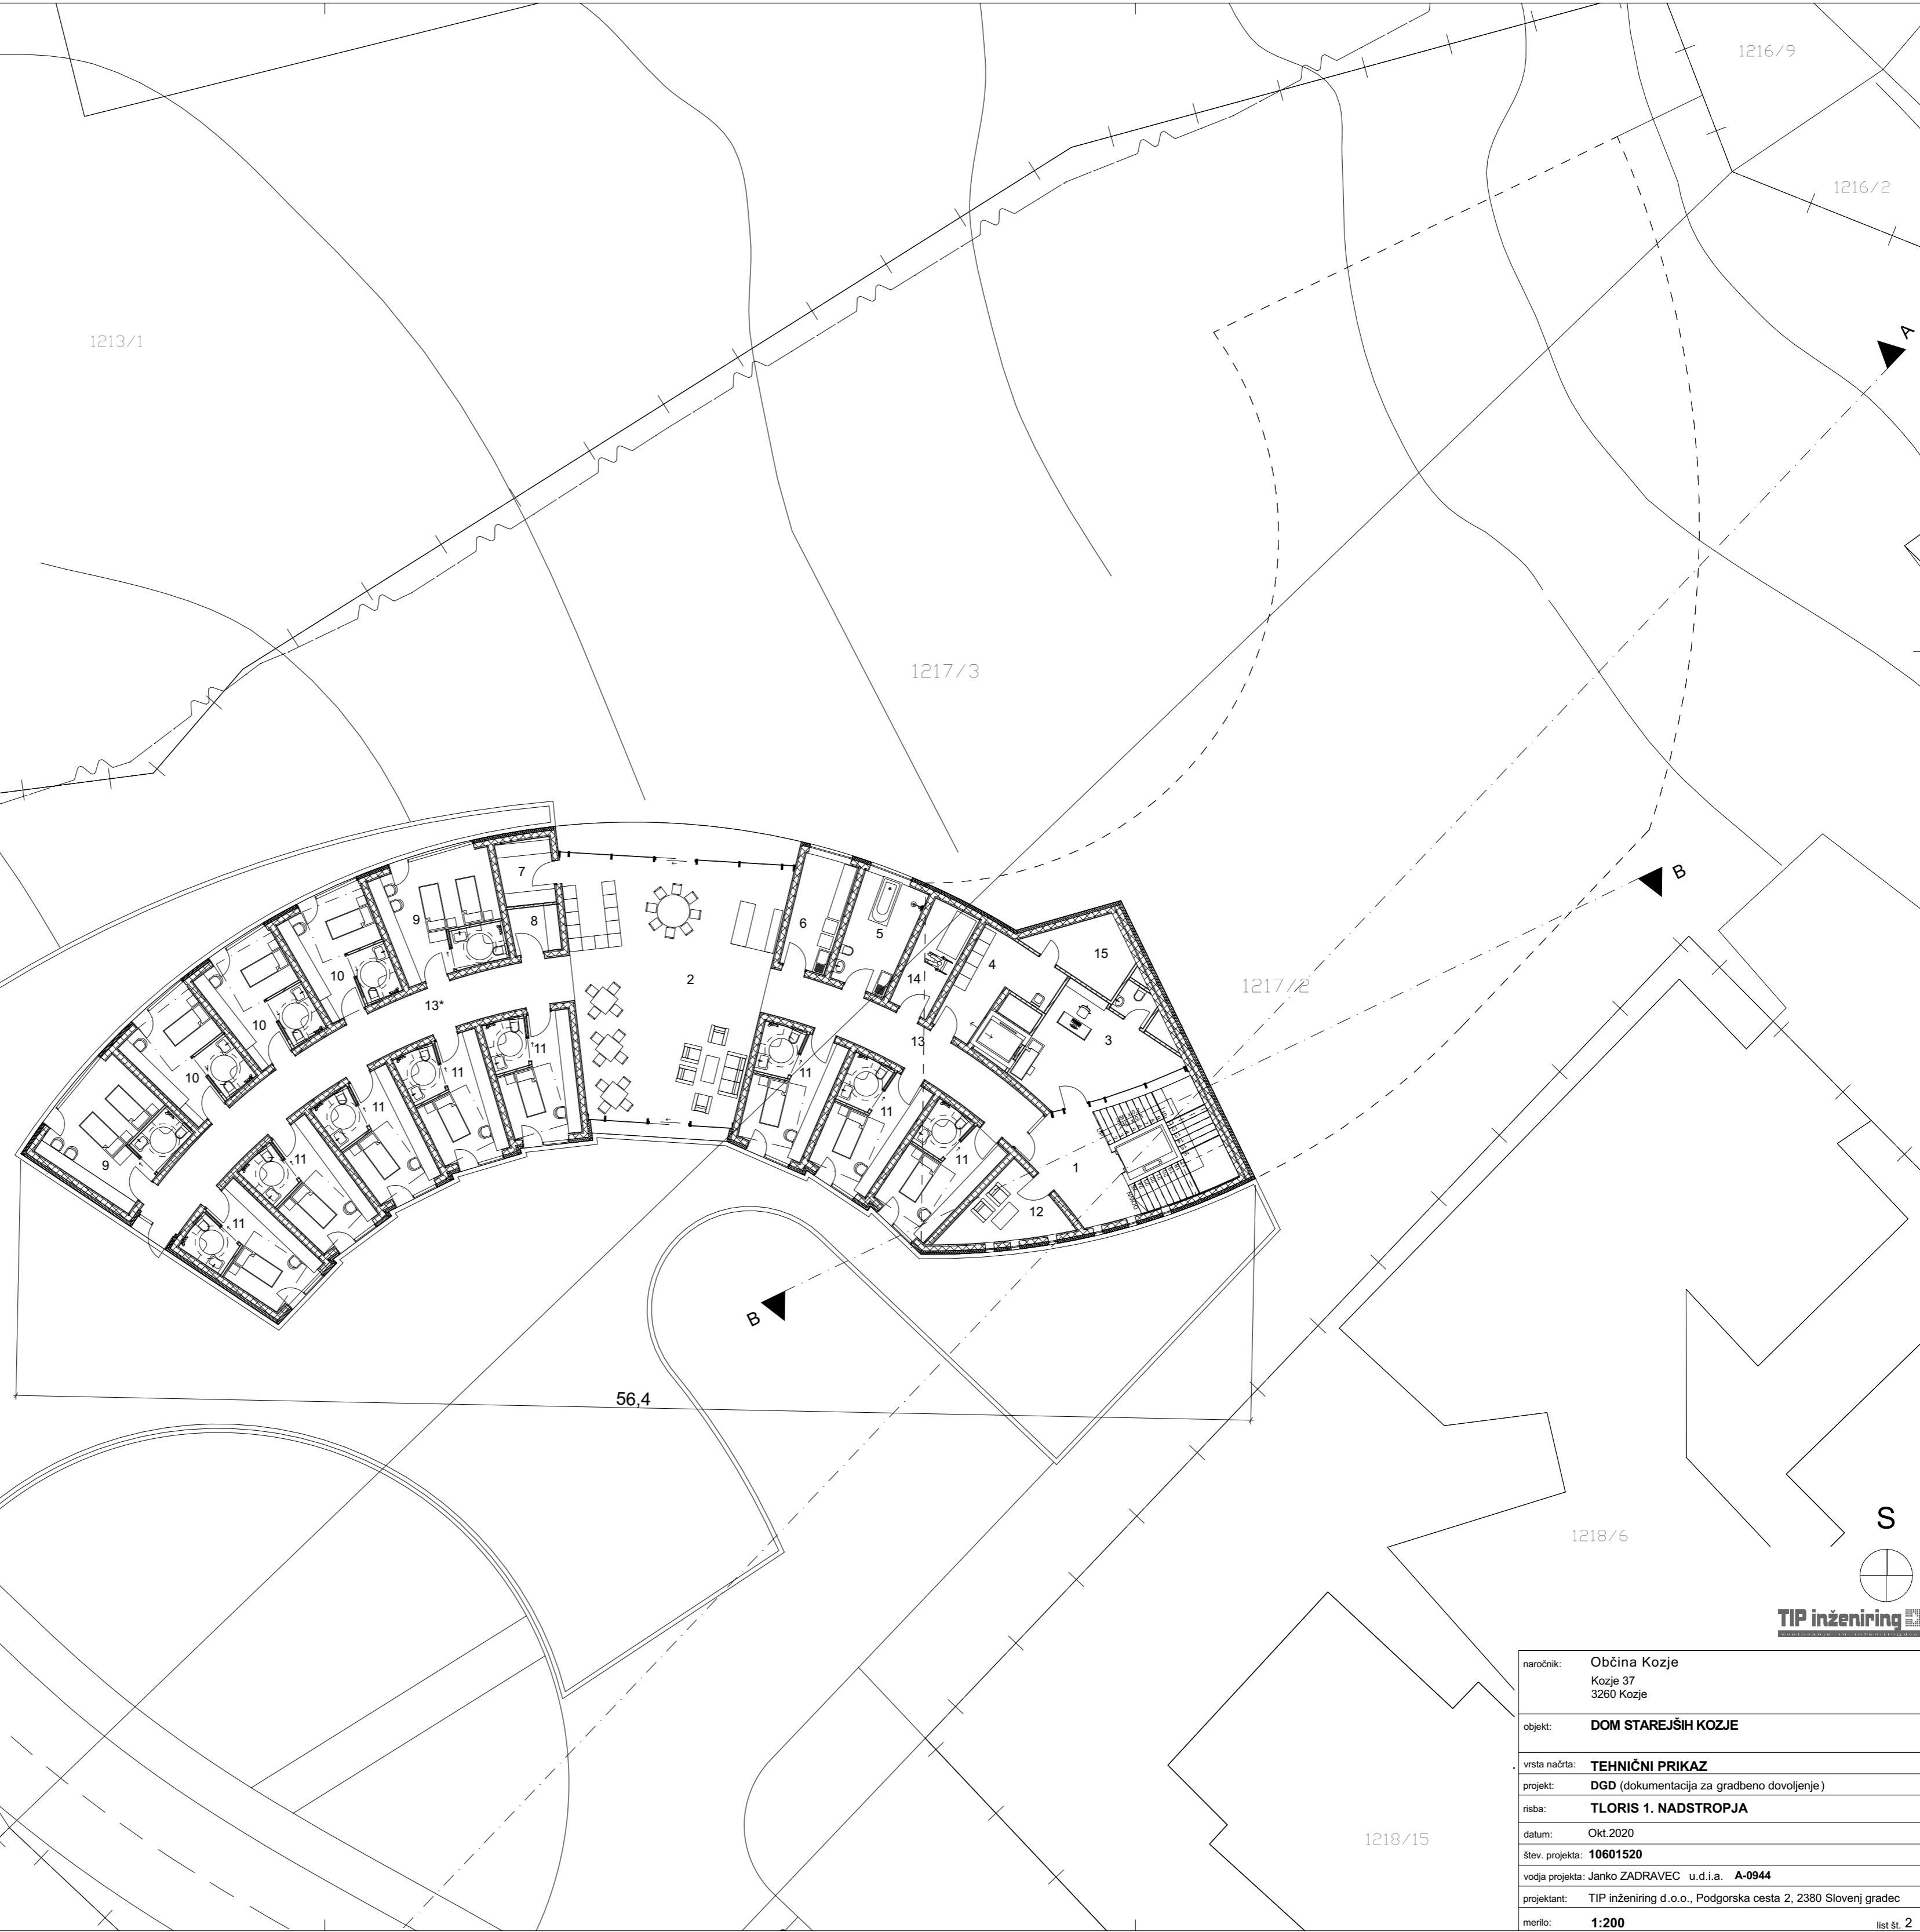 1216/9
1216/2
A
1213/1
1217/3
B
7
9
8
6
5
15
4
2
14
1217/2
10
13*
10
13
3
11
11
10
11
11
11
9
11
11
1
12
11
B
56,4
S
1218/6
TIP inženiring
naročnik: Občina Kozje
Kozje 37
3260 Kozje
objekt: DOM STAREJŠIH KOZJE
vrsta načrta: TEHNIČNI PRIKAZ
projekt: DGD (dokumentacija za gradbeno dovoljenje)
risba: TLORIS 1. NADSTROPJA
datum: Okt.2020
štev. projekta: 10601520
vodja projekta: Janko ZADRAVEC u.d.i.a. A-0944
projektant: TIP inženiring d.o.o., Podgorska cesta 2, 2380 Slovenj gradec
merilo: 1:200 list št. 2
1218/15